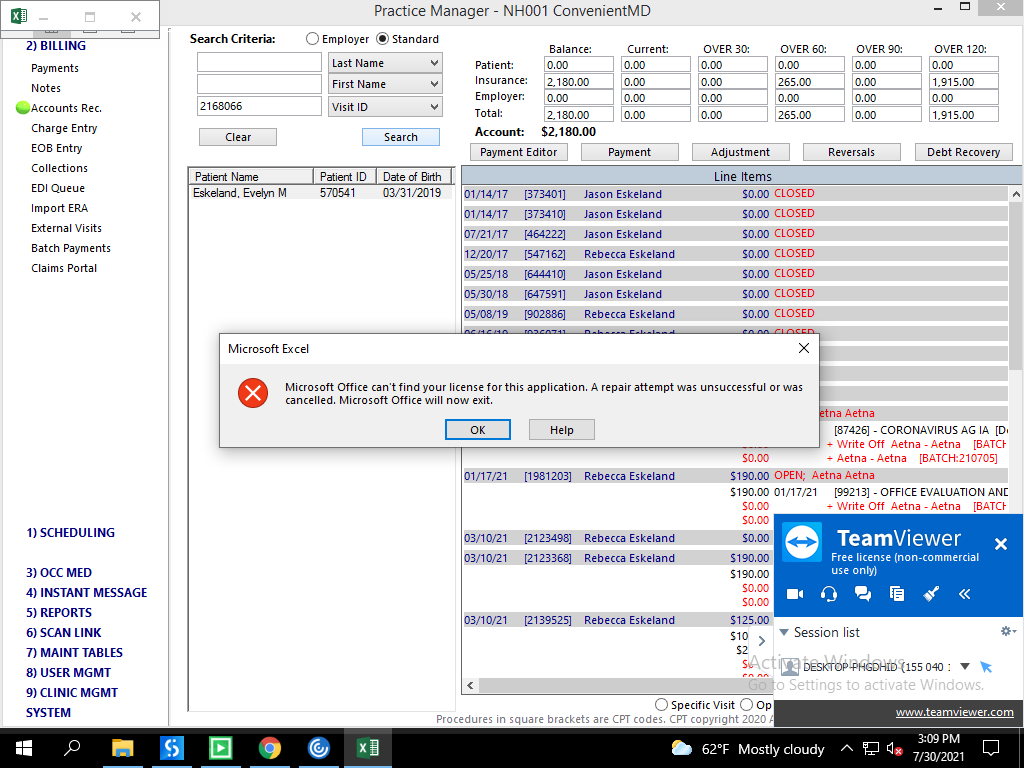 Practice Manager - NH001 ConvenientMD
2) BILLING
Payments
Notes
Accounts Rec.
Charge Entry
EOB Entry
Collections
EDI Queue
Import ERA
External Visits
Batch Payments
Claims Portal
1) SCHEDULING
3) OCC MED
4) INSTANT MESSAGE
5) REPORTS
6) SCAN LINK
7) MAINT TABLES
8) USER MGMT
9) CLINIC MGMT
SYSTEM
Search Criteria: Employer Standard
Last Name
First Name
2168066 Visit ID
Clear Search
Balance: Current: OVER 30: OVER 60: OVER 90: OVER 120:
Patient: 0.00 0.00 0.00 0.00 0.00 0.00
Insurance: 2,180.00 0.00 0.00 265.00 0.00 1,915.00
Employer: 0.00 0.00 0.00 0.00 0.00 0.00
Total: 2,180.00 0.00 0.00 265.00 0.00 1,915.00
Account: $2,180.00
Payment Editor Payment Adjustment Reversals Debt Recovery
Patient Name Patient ID Date of Birth
Eskeland, Evelyn M 570541 03/31/2019
Line Items
01/14/17 [373401] Jason Eskeland $0.00 CLOSED
01/14/17 [373410] Jason Eskeland $0.00 CLOSED
07/21/17 [464222] Jason Eskeland $0.00 CLOSED
12/20/17 [547162] Rebecca Eskeland $0.00 CLOSED
05/25/18 [644410] Jason Eskeland $0.00 CLOSED
05/30/18 [647591] Jason Eskeland $0.00 CLOSED
05/08/19 [902886] Rebecca Eskeland $0.00 CLOSED
Microsoft Excel
Microsoft Office can't find your license for this application. A repair attempt was unsuccessful or was
cancelled. Microsoft Office will now exit.
OK Help
etna Aetna
[87426] - CORONAVIRUS AG IA [D
+ Write Off Aetna - Aetna [BATCH
$0.00 + Aetna - Aetna [BATCH:210705]
01/17/21 [1981203] Rebecca Eskeland $190.00 OPEN; Aetna Aetna
$190.00 01/17/21 [99213] - OFFICE EVALUATION AND
$0.00 + Write Off Aetna - Aetna [BATCH
$0.00
03/10/21 [2123498] Rebecca Eskeland $0.00
03/10/21 [2123368] Rebecca Eskeland $190.00
$190.00
$0.00
$0.00
03/10/21 [2139525] Rebecca Eskeland $125.00
$10
$2
Specific Visit Op
Procedures in square brackets are CPT codes. CPT copyright 2020 A
TeamViewer
Free license (non-commercial
use only)
Session list
DESKTOP-PHGDHLD (155 040
www.teamviewer.com
Activate Windows
Go to Settings to activate Windows.
62°F Mostly cloudy
3:09 PM
7/30/2021